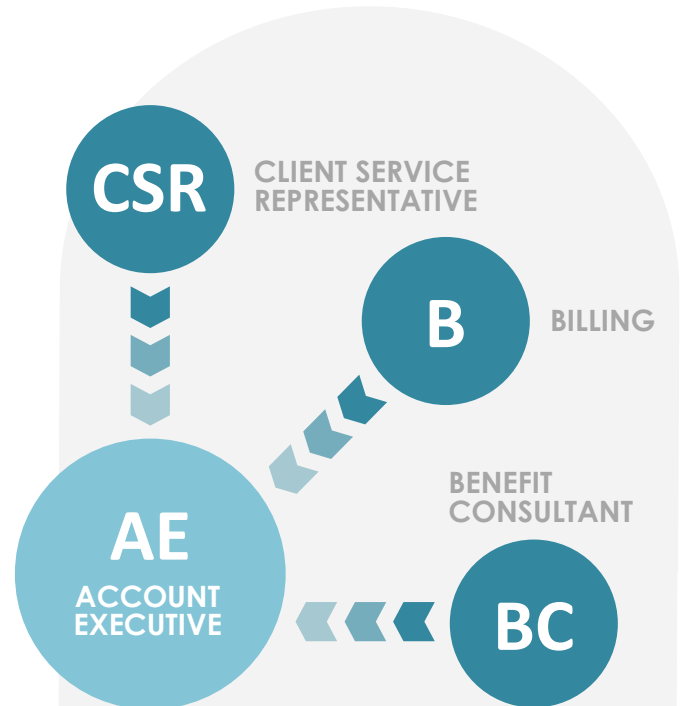 CSR
CLIENT SERVICE
REPRESENTATIVE
B
BILLING
AE
ACCOUNT
EXECUTIVE
BENEFIT
CONSULTANT
BC